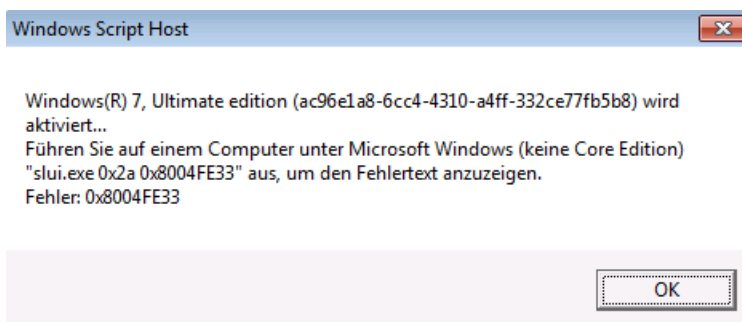 Windows Script Host
Windows(R) 7, Ultimate edition (ac96e1a8-6cc4-4310-a4ff-332ce77fb5b8) wird
aktiviert...
Führen Sie auf einem Computer unter Microsoft Windows (keine Core Edition)
"slui.exe 0x2a 0x8004FE33" aus, um den Fehlertext anzuzeigen.
Fehler: 0x8004FE33
OK